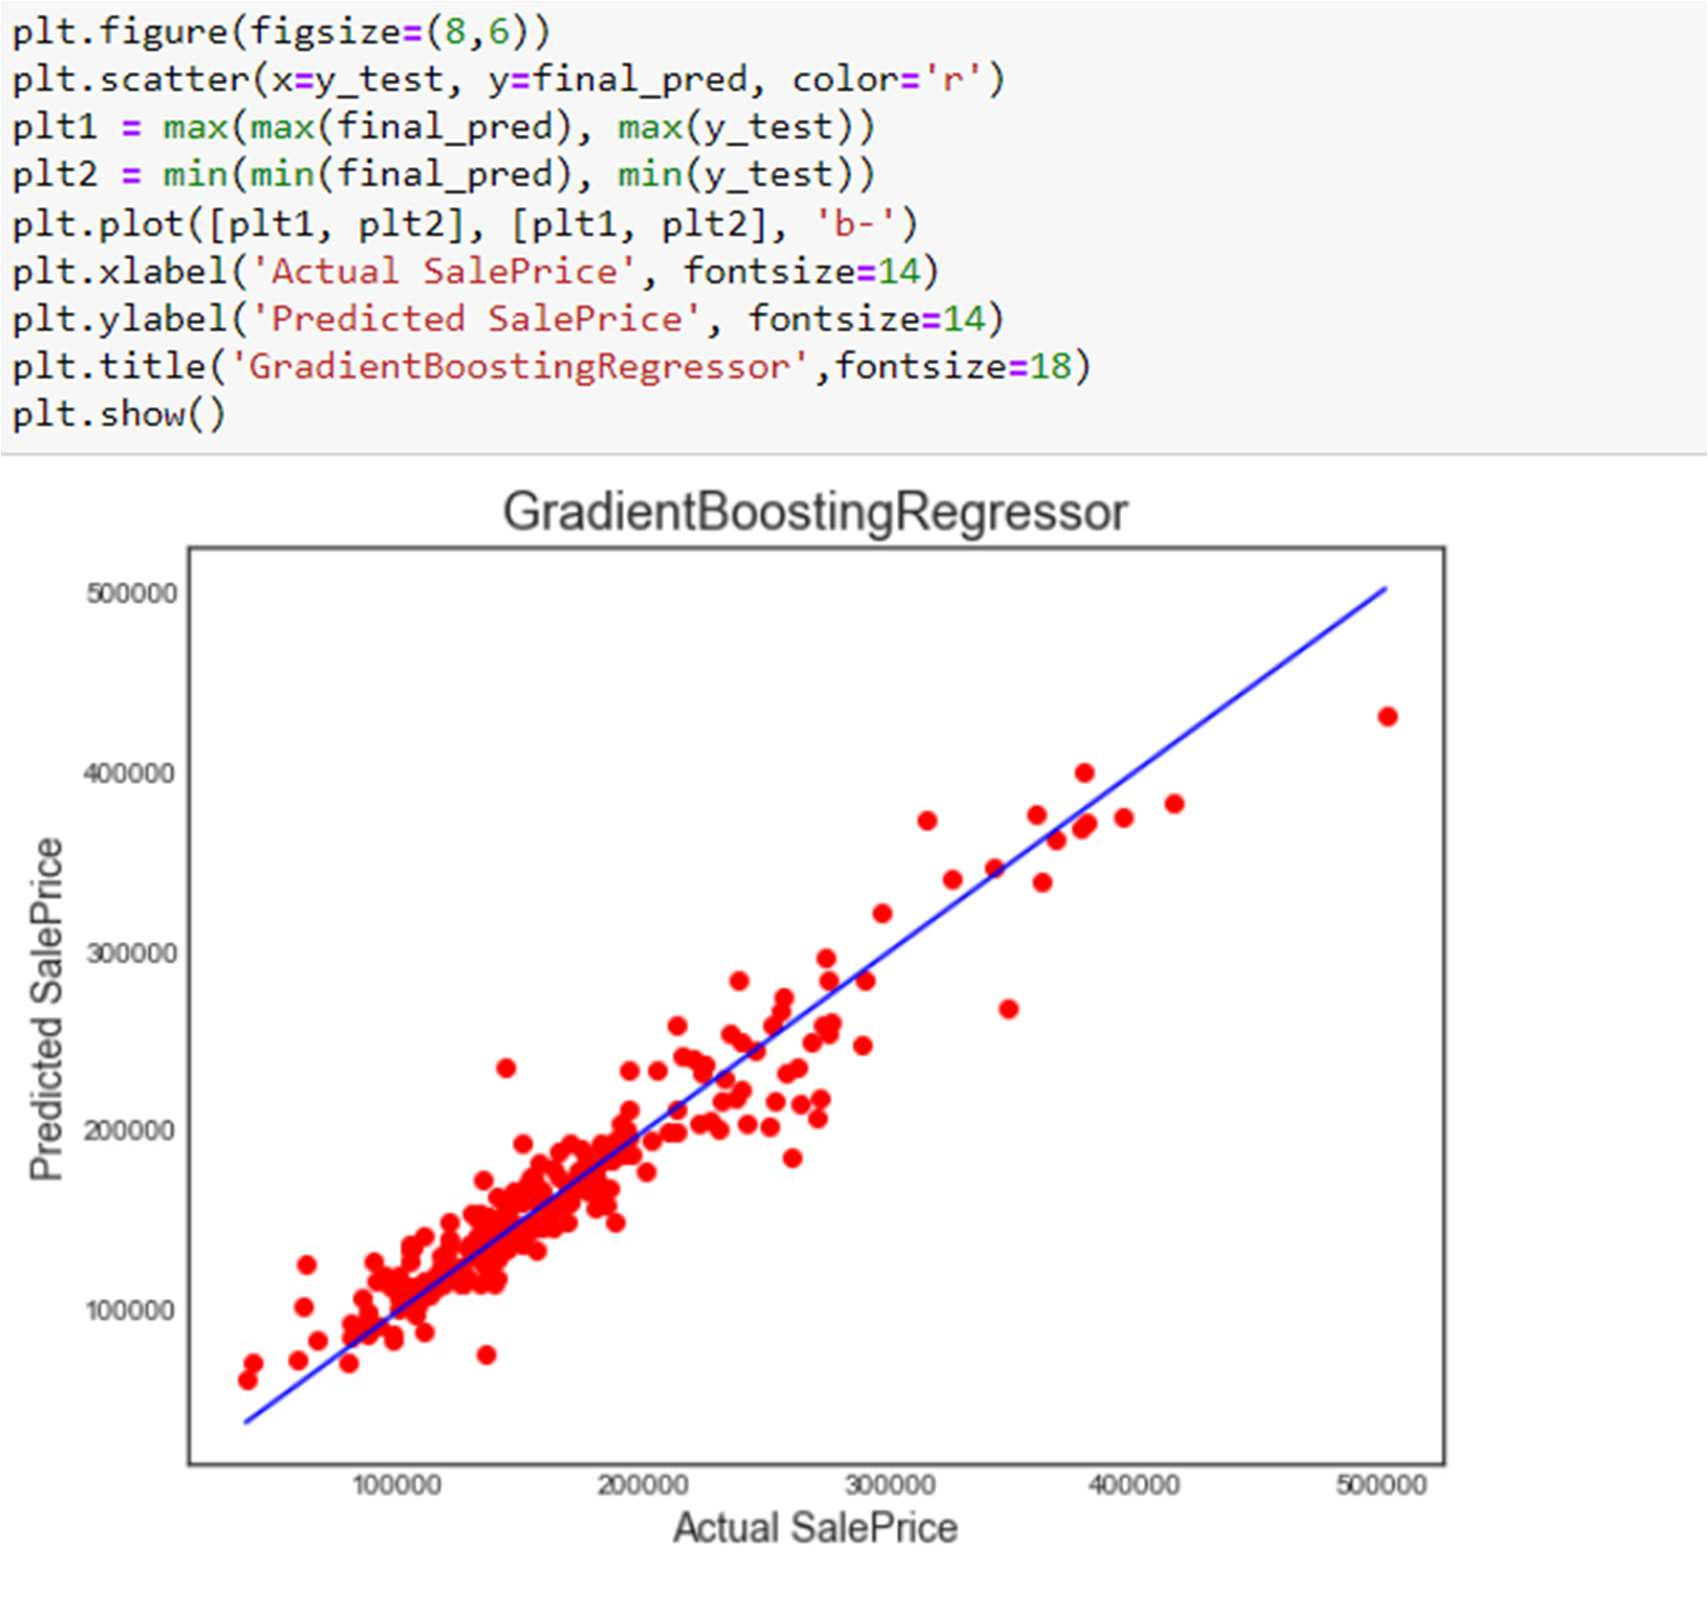 plt.figure(figsize=(8,6))
plt.scatter(x=y_test, y=final_pred, color='r')
plt1 = max(max(final_pred), max(y_test))
plt2 = min(min(final_pred), min(y_test))
plt.plot([plt1, plt2], [plt1, plt2], 'b-')
plt.xlabel('Actual SalePrice', fontsize=14)
plt.ylabel('Predicted SalePrice', fontsize=14)
plt.title('GradientBoostingRegressor',fontsize=18)
plt.show()
GradientBoostingRegressor
500000
400000
300000
200000
100000
Predicted SalePrice
100000 200000 300000 400000 500000
Actual SalePrice